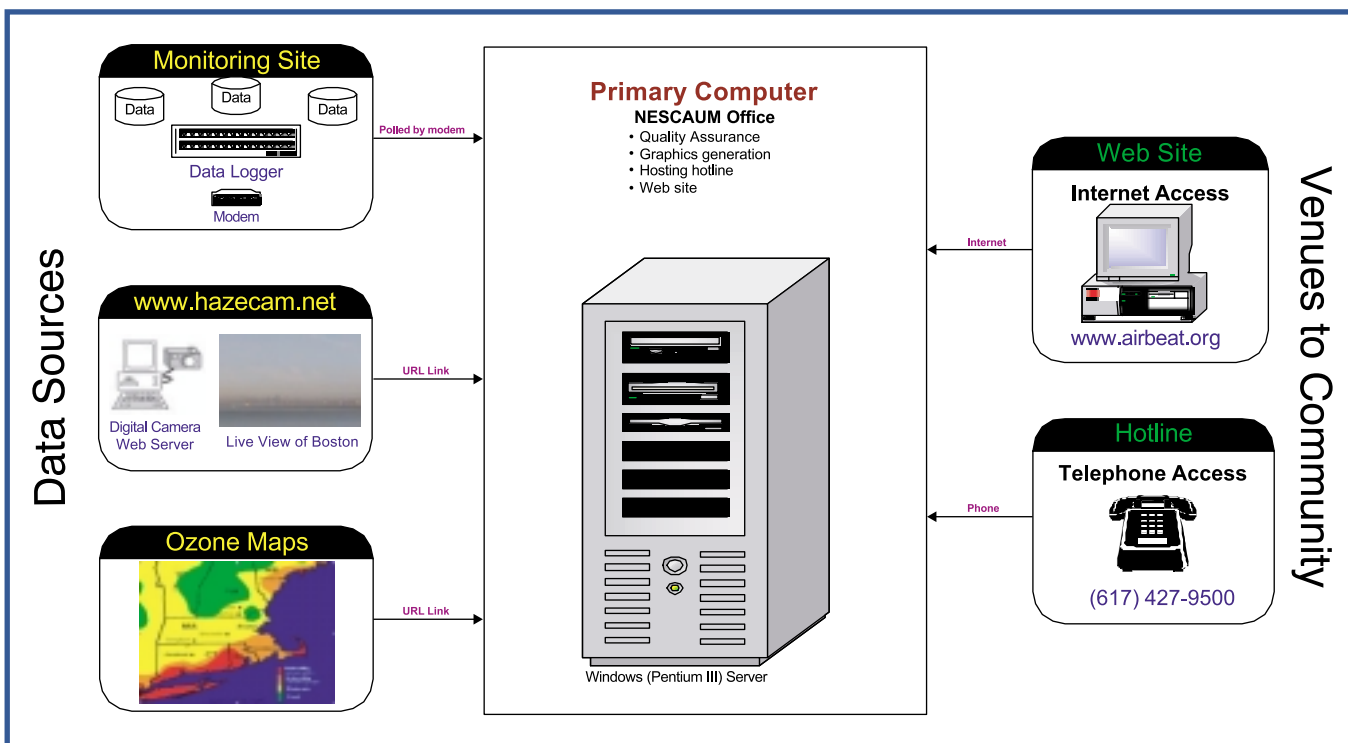 Data Sources
Monitoring Site
Data
Data
Data
Data Logger
Modem
Polled by modem
www.hazecam.net
Digital Camera
Web Server
Live View of Boston
URL Link
Ozone Maps
URL Link
Primary Computer
NESCAUM Office
• Quality Assurance
• Graphics generation
• Hosting hotline
• Web site
Windows (Pentium III) Server
Internet
Web Site
Internet Access
www.airbeat.org
Phone
Hotline
Telephone Access
(617) 427-9500
Venues to Community